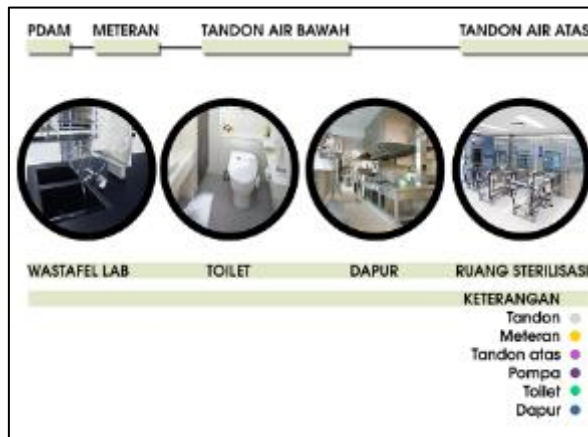 PDAM METERAN TANDON AIR BAWAH TANDON AIR ATAS
WASTAFEL LAB TOILET DAPUR RUANG STERILISASI
KETERANGAN
Tandon
Meteran
Tandon atas
Pompa
Toilet
Dapur